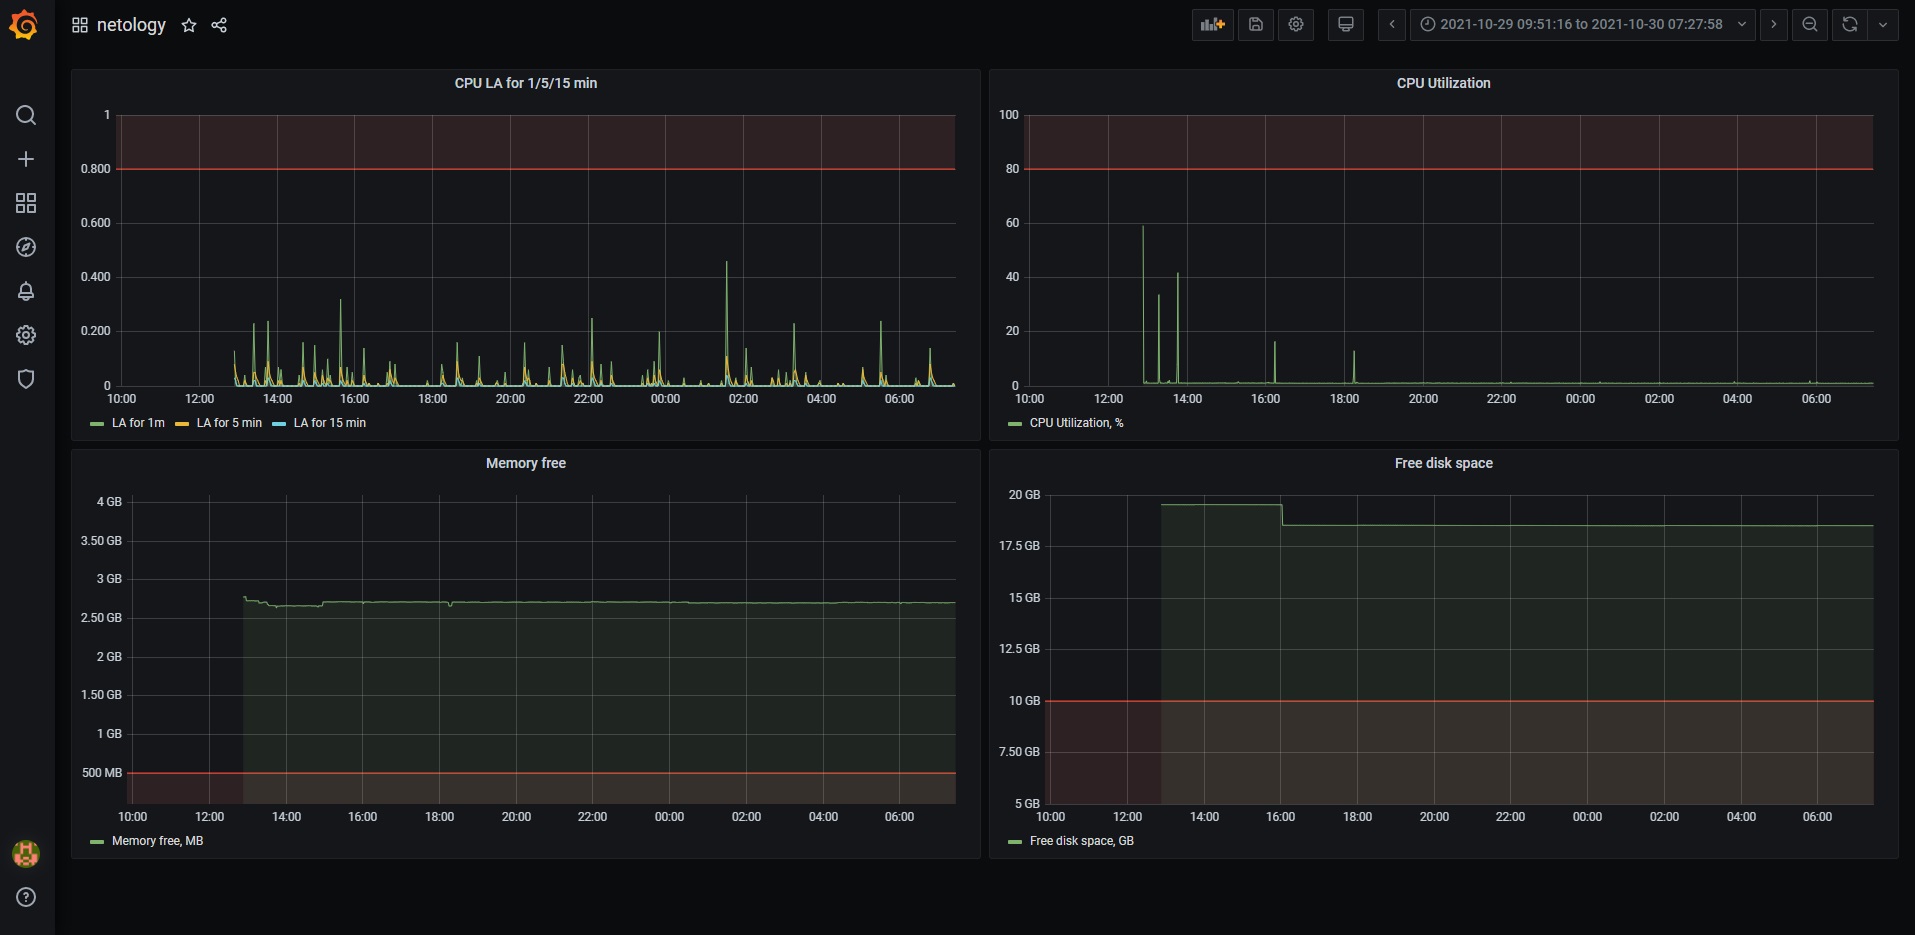 netology
2021-10-29 09:51:16 to 2021-10-30 07:27:58
CPU LA for 1/5/15 min
1
0.800
0.600
0.400
0.200
0
10:00 12:00 14:00 16:00 18:00 20:00 22:00 00:00 02:00 04:00 06:00
LA for 1m LA for 5 min LA for 15 min
CPU Utilization
100
80
60
40
20
0
10:00 12:00 14:00 16:00 18:00 20:00 22:00 00:00 02:00 04:00 06:00
CPU Utilization, %
Memory free
4 GB
3.50 GB
3 GB
2.50 GB
2 GB
1.50 GB
1 GB
500 MB
10:00 12:00 14:00 16:00 18:00 20:00 22:00 00:00 02:00 04:00 06:00
Memory free, MB
Free disk space
20 GB
17.5 GB
15 GB
12.5 GB
10 GB
7.50 GB
5 GB
10:00 12:00 14:00 16:00 18:00 20:00 22:00 00:00 02:00 04:00 06:00
Free disk space, GB